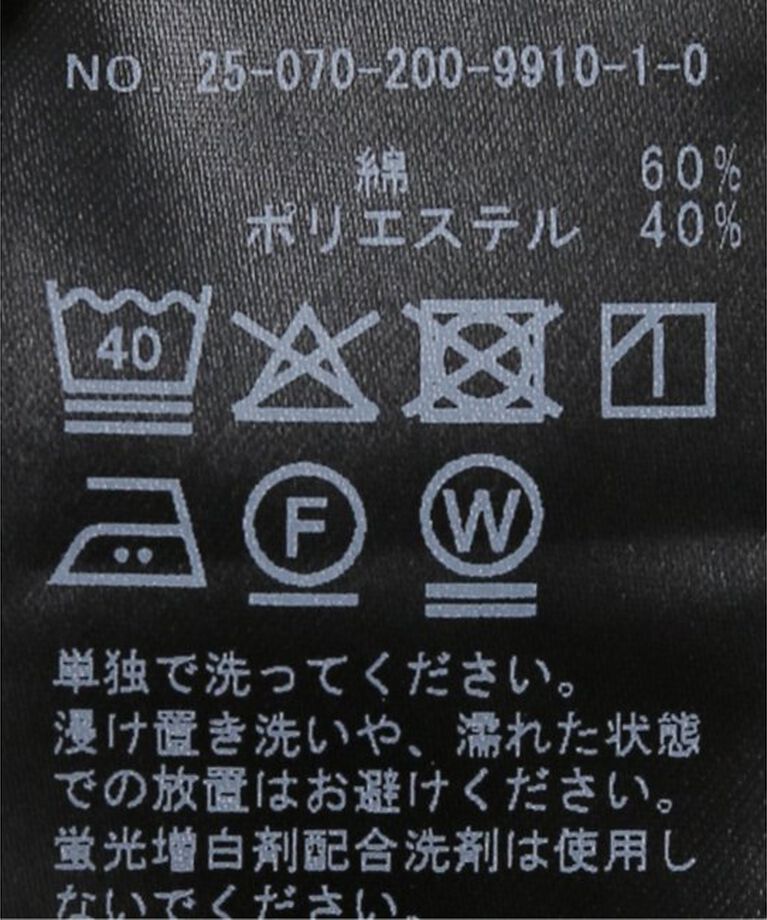 NO. 25-070-200-9910-1-0
綿 60%
ポリエステル 40%
40
F W
単独で洗ってください。
浸け置き洗いや、濡れた状態
での放置はお避けください。
蛍光増白剤配合洗剤は使用し
ないでください。